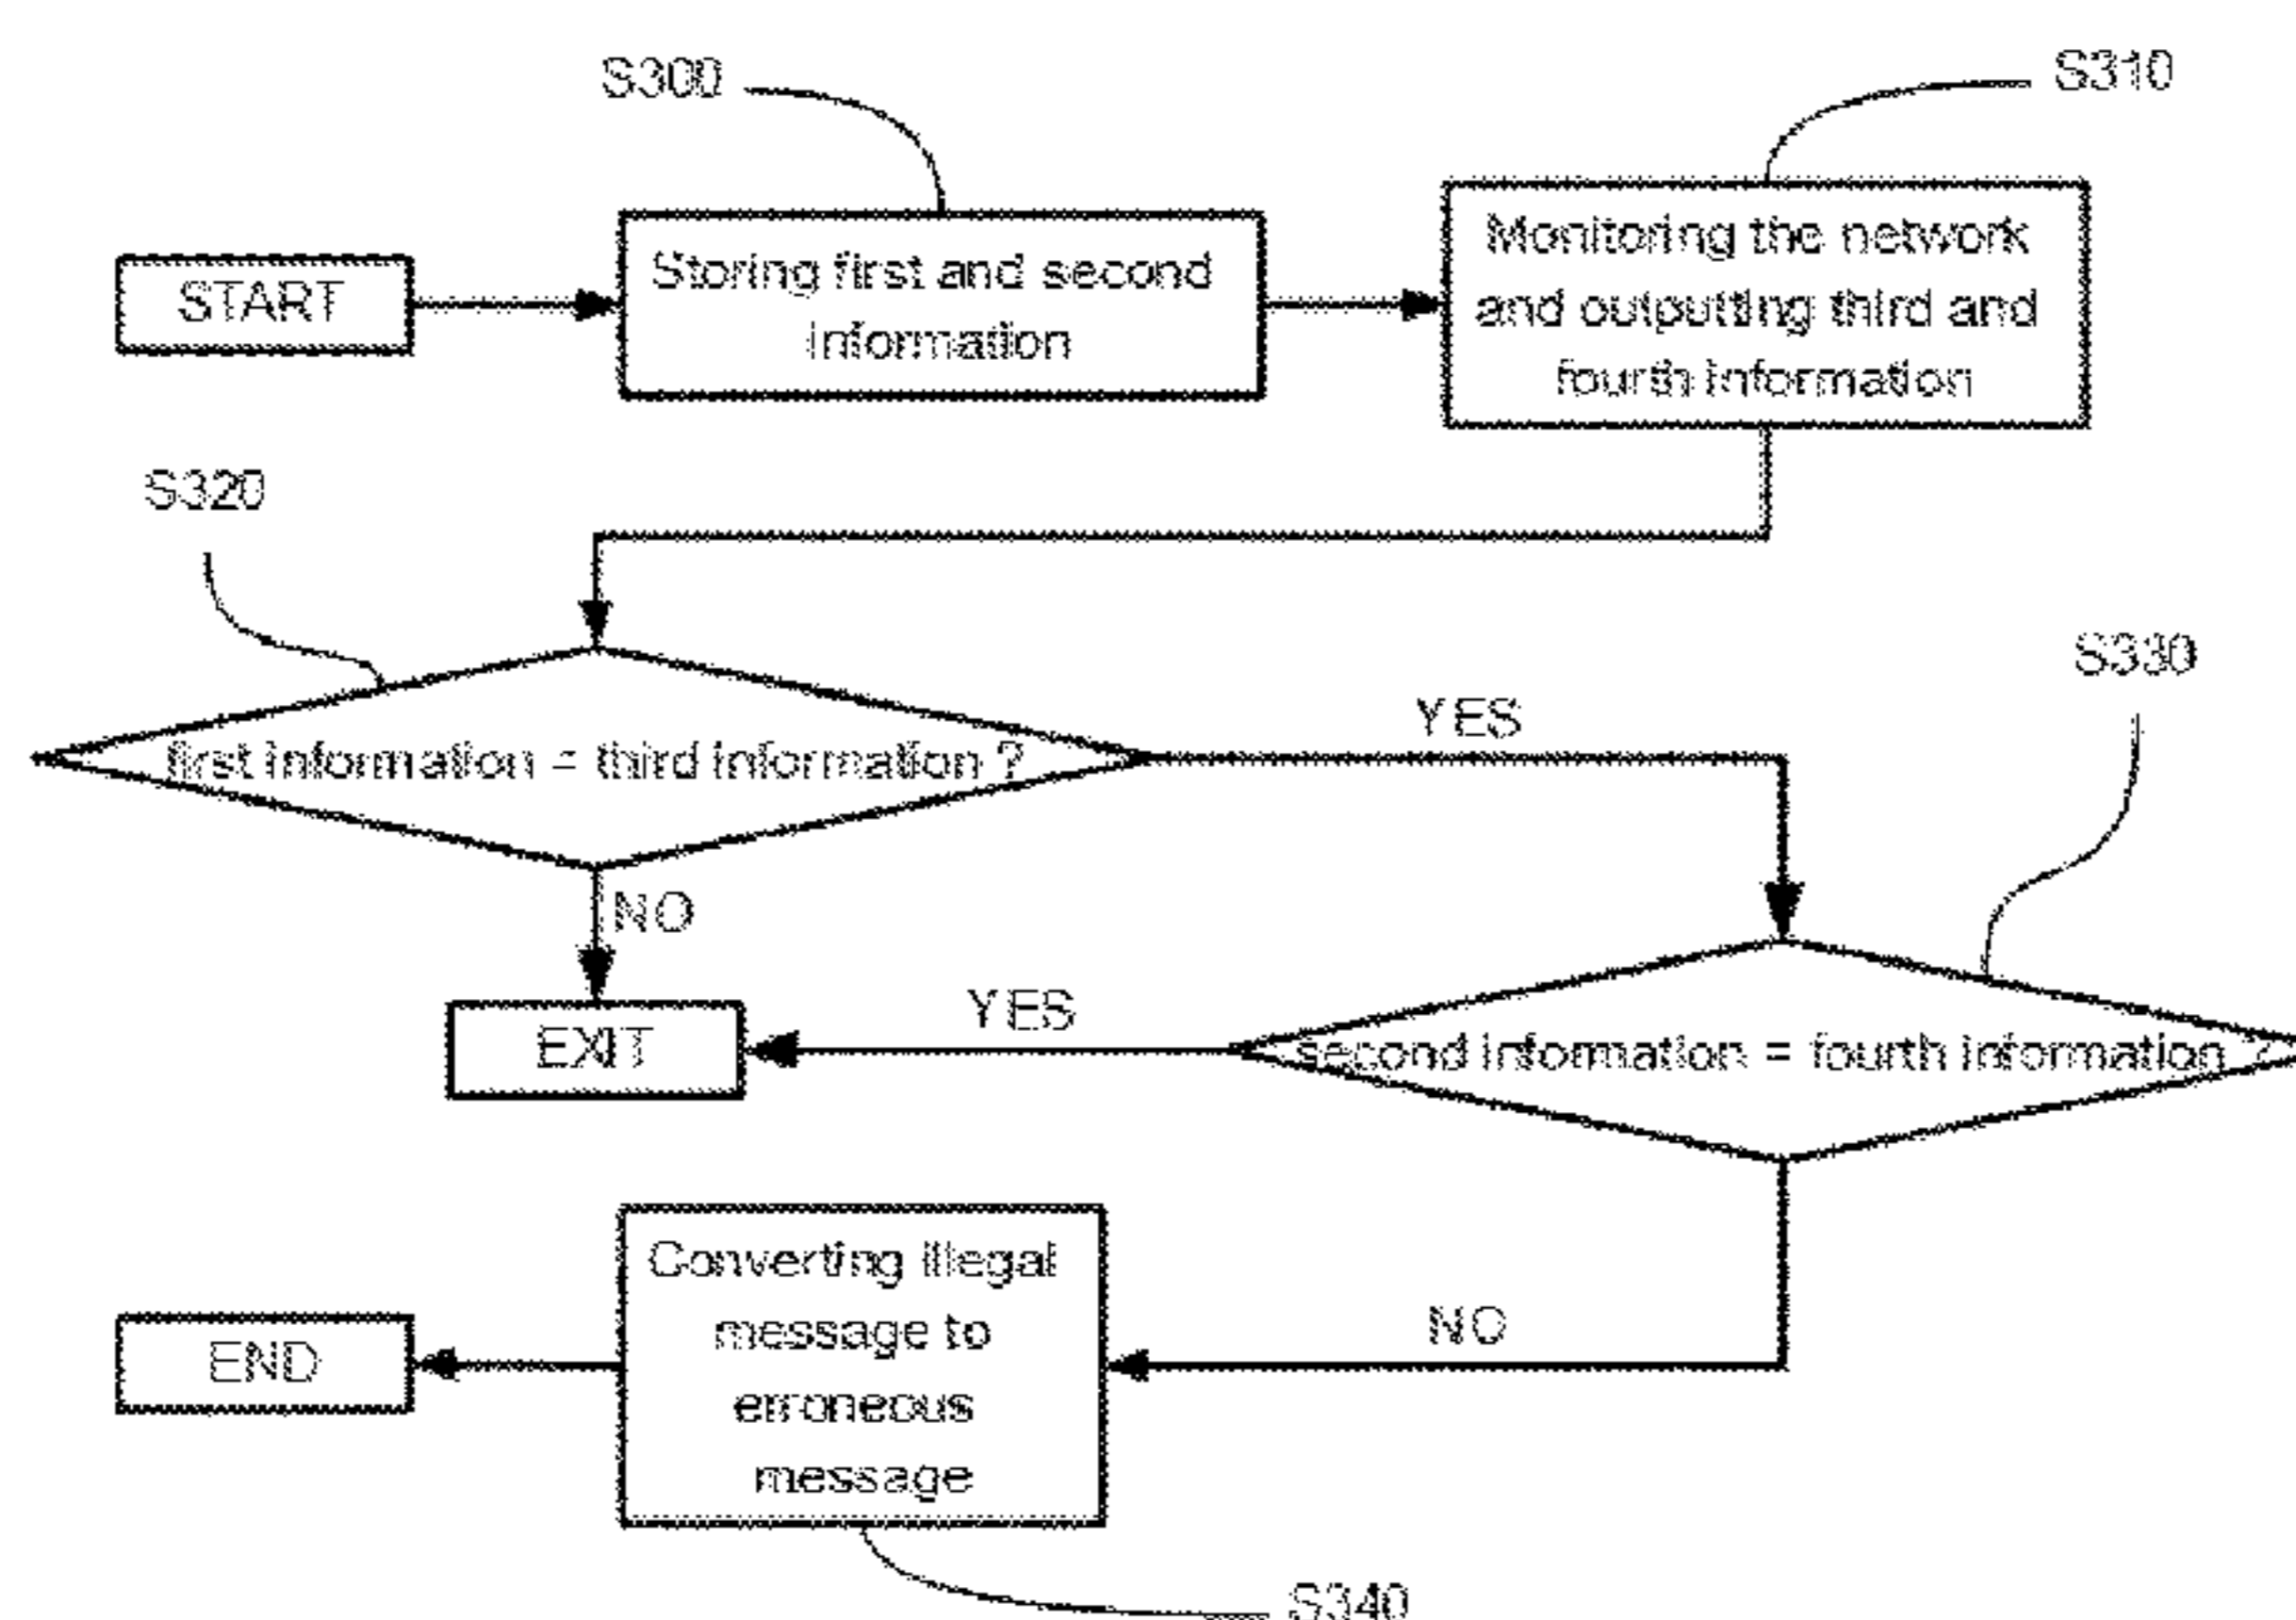 S300
S310
START
Storing first and second
information
Monitoring the network
and outputting third and
fourth information
S320
first information = third information ?
YES
S330
NO
EXIT
YES
second information = fourth information ?
Converting illegal
message to
erroneous
message
NO
END
S340